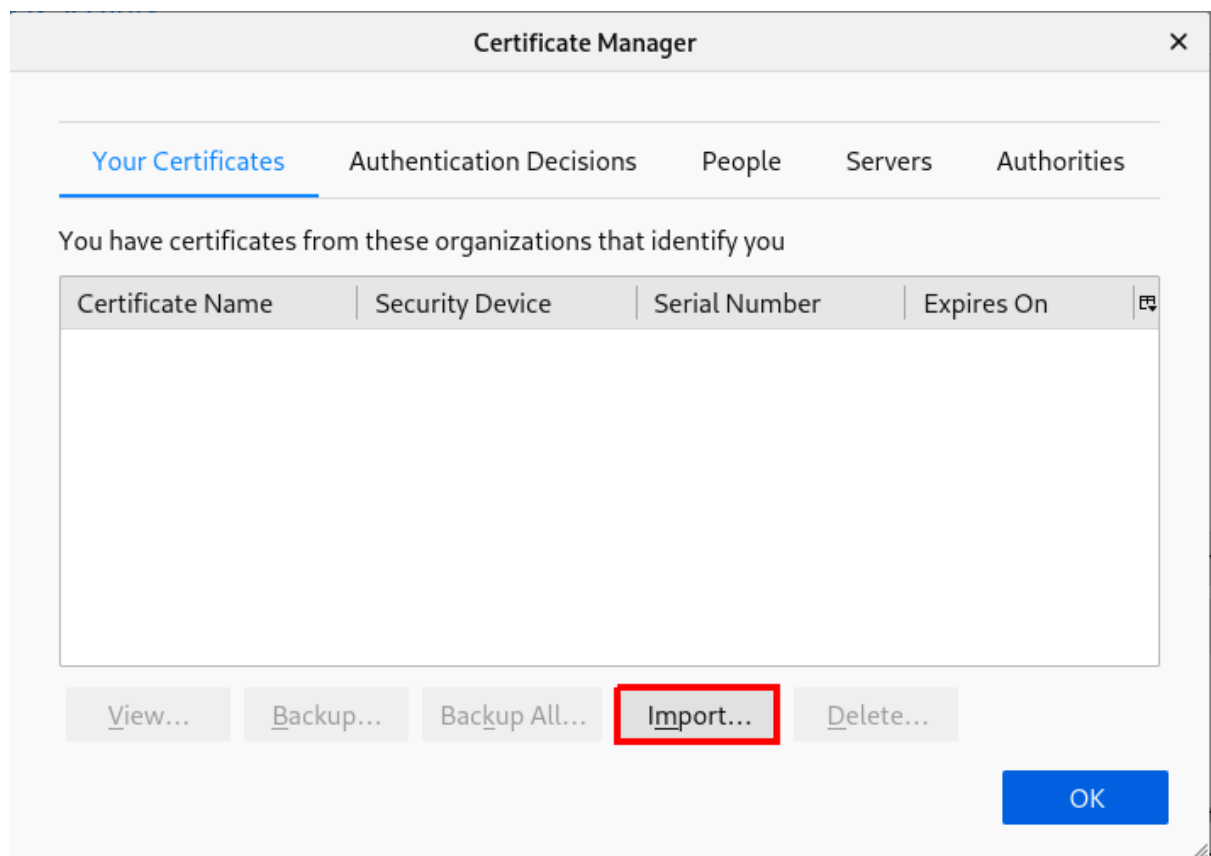 Certificate Manager
Your Certificates Authentication Decisions People Servers Authorities
You have certificates from these organizations that identify you
Certificate Name Security Device Serial Number Expires On
View... Backup... Backup All... Import... Delete...
OK